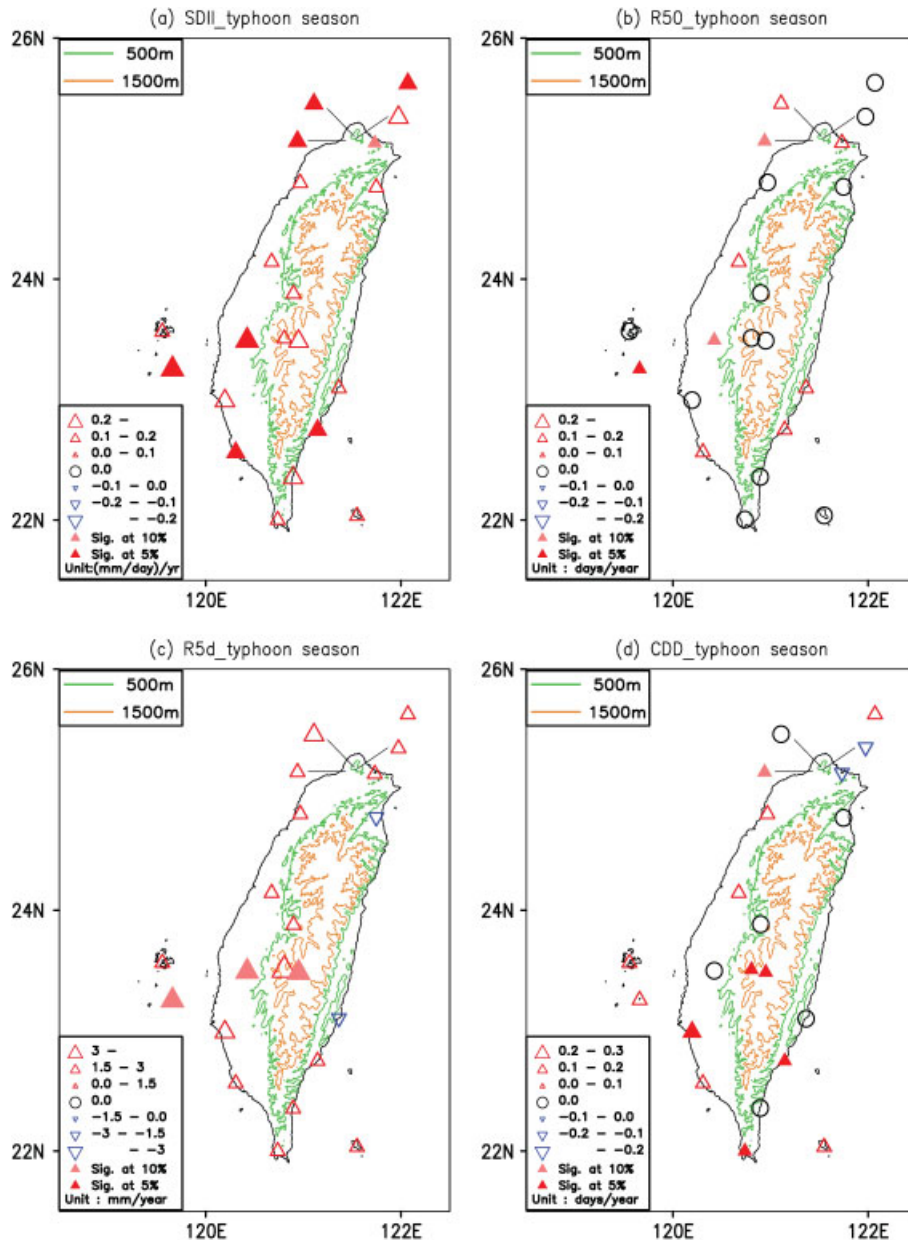 (a) SDII_typhoon season
26N
500m
1500m
24N
22N
0.2 -
0.1 - 0.2
0.0 - 0.1
0.0
-0.1 - 0.0
-0.2 - -0.1
- -0.2
Sig. at 10%
Sig. at 5%
Unit:(mm/day)/yr
120E
122E
(b) R50_typhoon season
26N
500m
1500m
24N
22N
0.2 -
0.1 - 0.2
0.0 - 0.1
0.0
-0.1 - 0.0
-0.2 - -0.1
- -0.2
Sig. at 10%
Sig. at 5%
Unit : days/year
120E
122E
(c) R5d_typhoon season
26N
500m
1500m
24N
22N
3 -
1.5 - 3
0.0 - 1.5
0.0
-1.5 - 0.0
-3 - -1.5
- -3
Sig. at 10%
Sig. at 5%
Unit : mm/year
120E
122E
(d) CDD_typhoon season
26N
500m
1500m
24N
22N
0.2 - 0.3
0.1 - 0.2
0.0 - 0.1
0.0
-0.1 - 0.0
-0.2 - -0.1
- -0.2
Sig. at 10%
Sig. at 5%
Unit : days/year
120E
122E